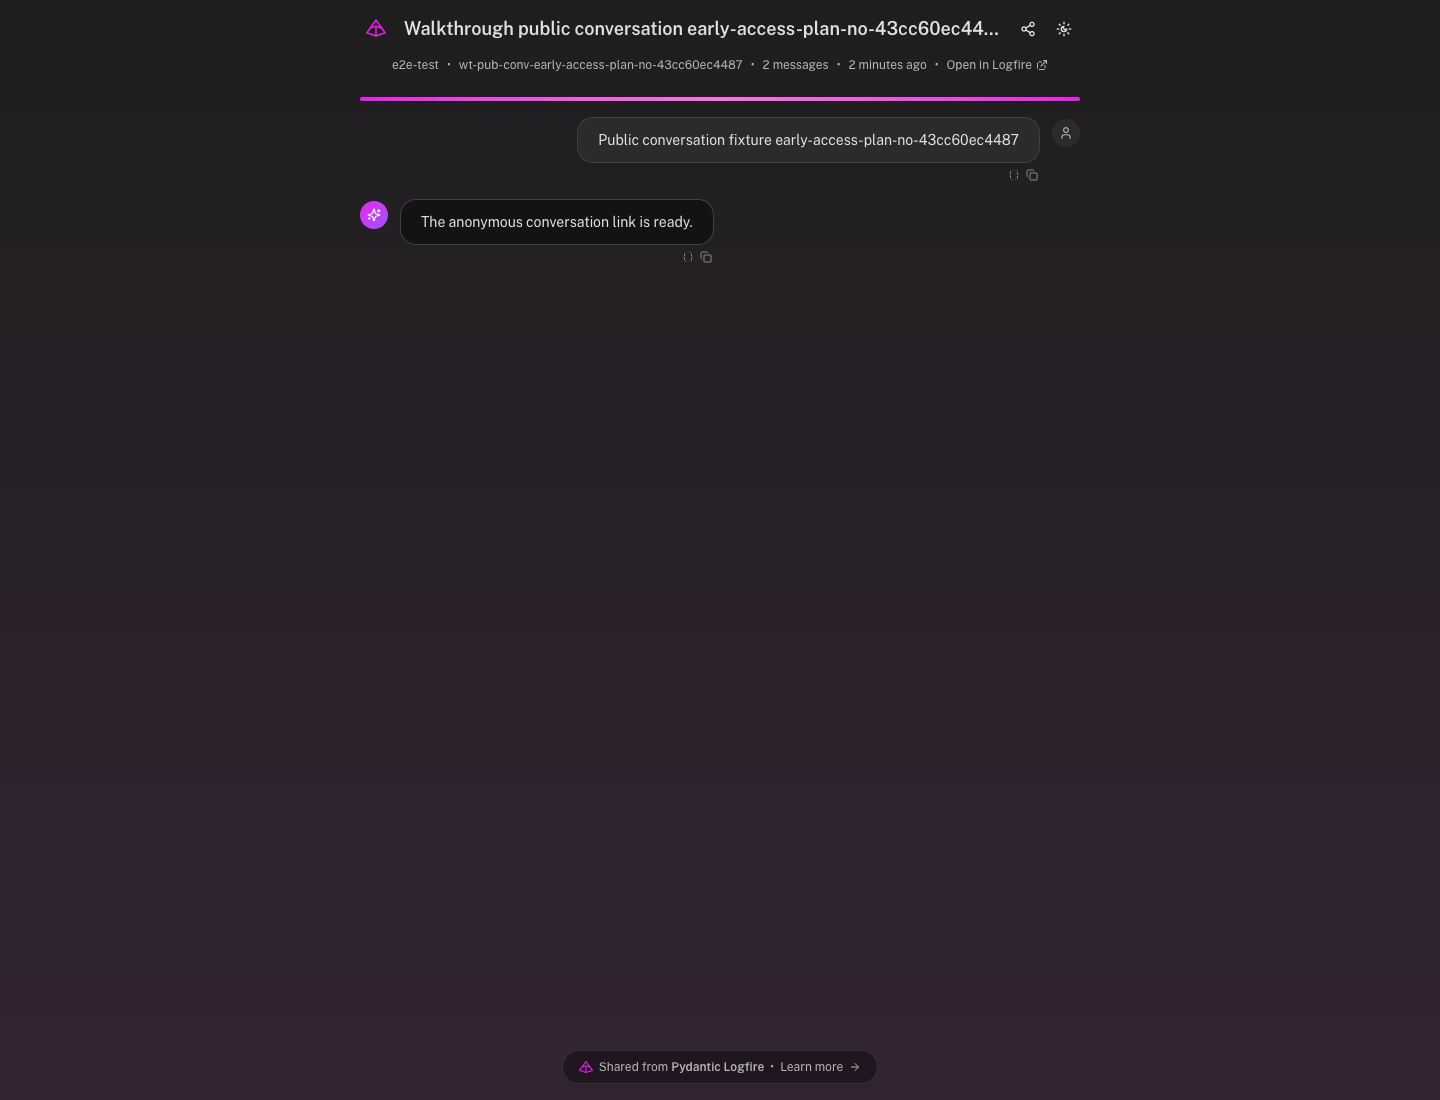 Walkthrough public conversation early-access-plan-no-43cc60ec44...
e2e-test • wt-pub-conv-early-access-plan-no-43cc60ec4487 • 2 messages • 2 minutes ago • Open in Logfire
Public conversation fixture early-access-plan-no-43cc60ec4487
The anonymous conversation link is ready.
Shared from Pydantic Logfire • Learn more →